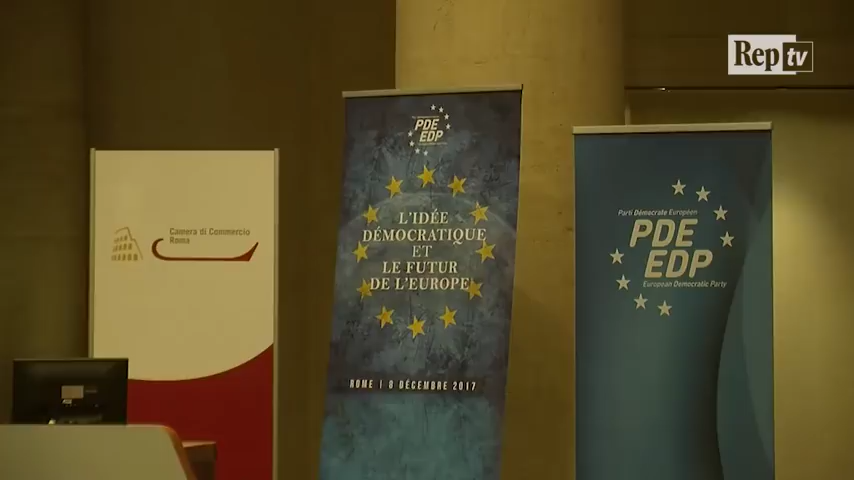 Rep tv
Camera di Commercio
Roma
PDE
EDP
L'IDÉE
DÉMOCRATIQUE
ET
LE FUTUR
DE L'EUROPE
ROME | 8 DÉCEMBRE 2017
Parti Démocrate Européen
PDE
EDP
European Democratic Party